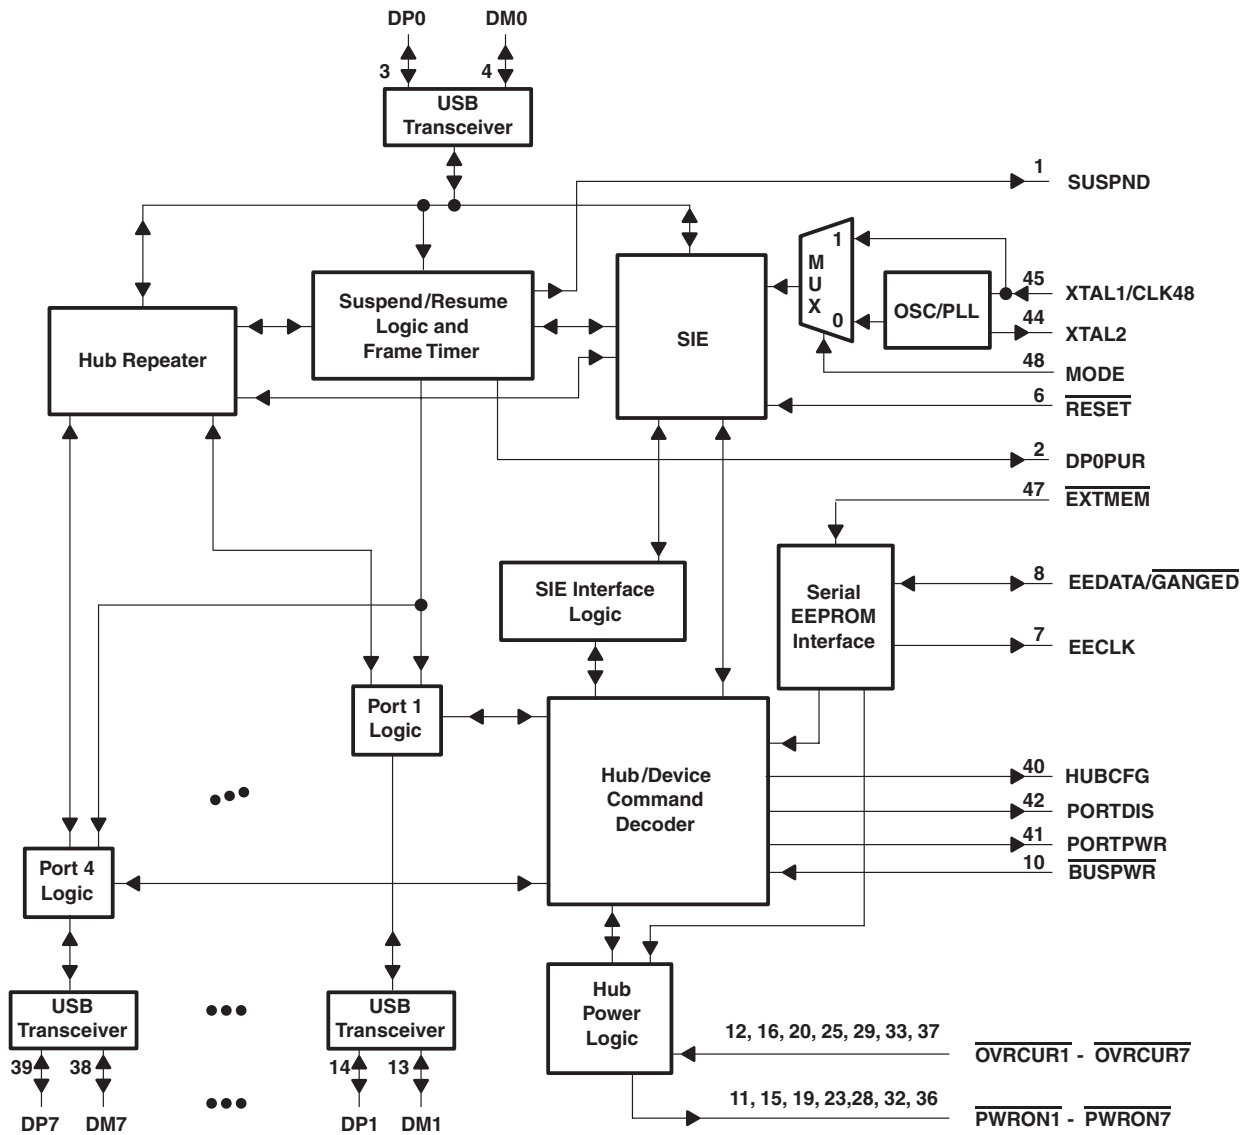 DP0 DM0
3 4
USB
Transceiver
1 SUSPND
Suspend/Resume
Logic and
Frame Timer
Hub Repeater
SIE
1
M
U
X
0
OSC/PLL
45 XTAL1/CLK48
44 XTAL2
48 MODE
6 RESET
2 DP0PUR
47 EXTMEM
SIE Interface
Logic
Serial
EEPROM
Interface
8 EEDATA/GANGED
7 EECLK
Port 1
Logic
Hub/Device
Command
Decoder
40 HUBCFG
42 PORTDIS
41 PORTPWR
10 BUSPWR
Port 4
Logic
Hub
Power
Logic
USB
Transceiver
USB
Transceiver
12, 16, 20, 25, 29, 33, 37
OVRCUR1 - OVRCUR7
39 38 14 13
11, 15, 19, 23,28, 32, 36
PWRON1 - PWRON7
DP7 DM7 DP1 DM1